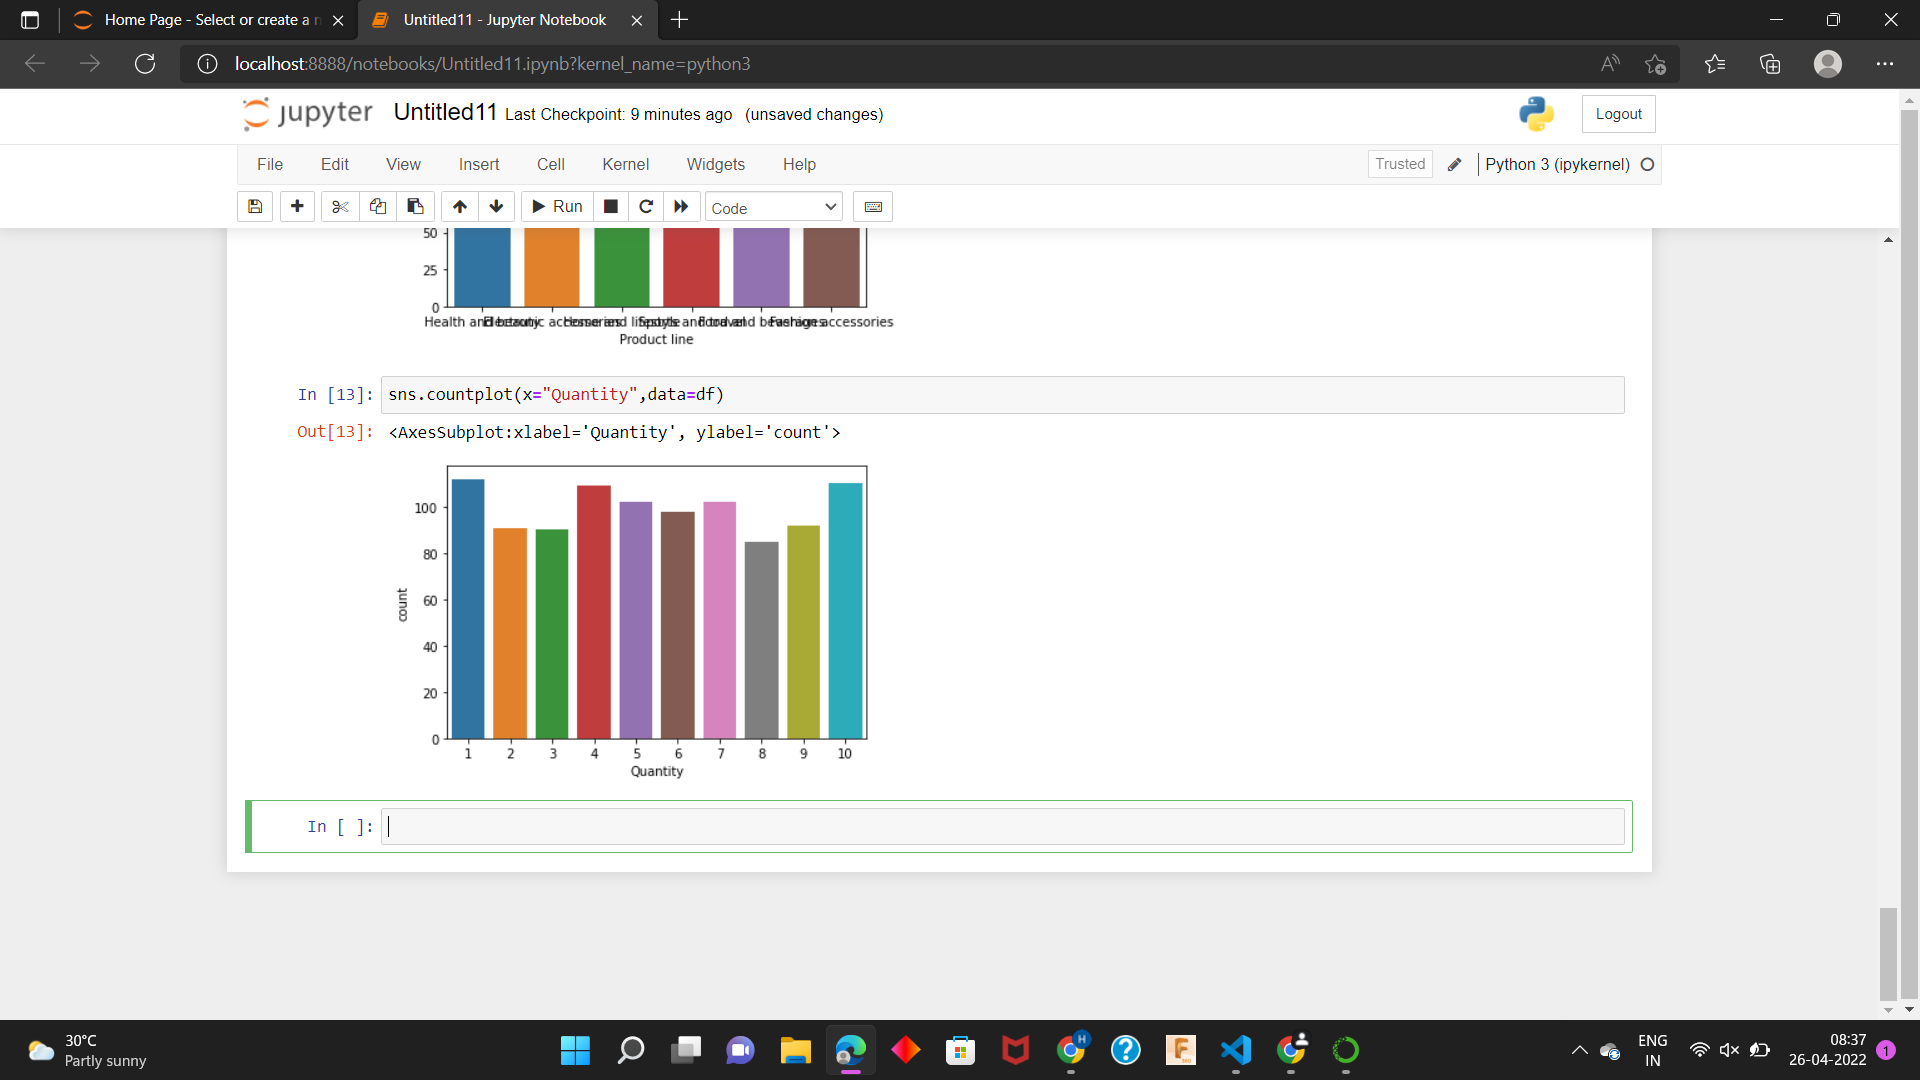 Home Page - Select or create a n
Untitled11 - Jupyter Notebook
localhost:8888/notebooks/Untitled11.ipynb?kernel_name=python3
jupyter Untitled11 Last Checkpoint: 9 minutes ago (unsaved changes)
Logout
File Edit View Insert Cell Kernel Widgets Help
Trusted
Python 3 (ipykernel)
Run
Code
50
25
0
Health and beauty Electronic accessories Home and lifestyle Sports and travel Food and beverages Fashion accessories
Product line
In [13]: sns.countplot(x="Quantity",data=df)
Out[13]: <AxesSubplot:xlabel='Quantity', ylabel='count'>
100
80
60
40
20
0
count
1 2 3 4 5 6 7 8 9 10
Quantity
In [ ]:
30°C
Partly sunny
H
F
ENG
IN
08:37
26-04-2022
1